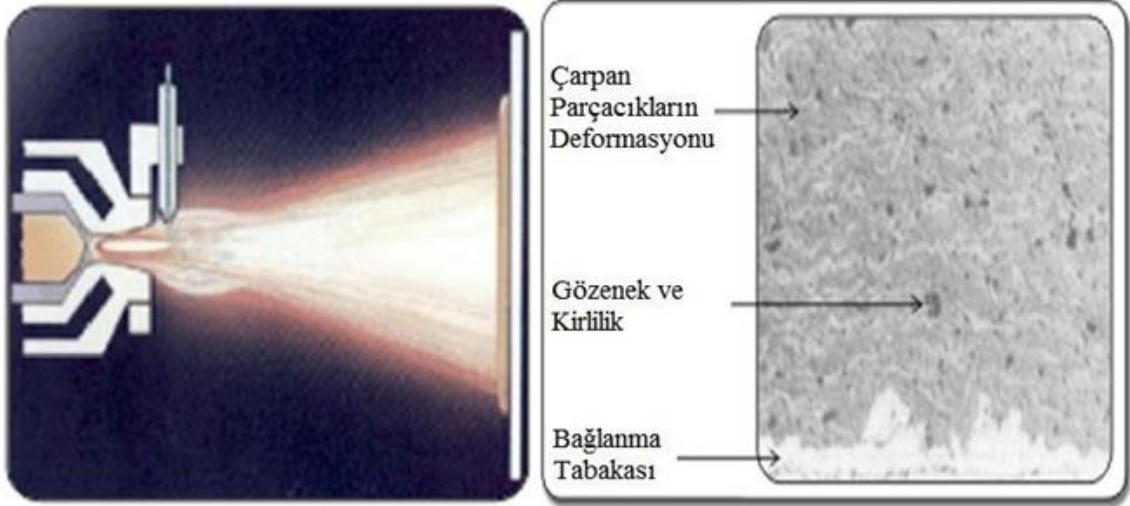 Çarpan
Parçacıkların
Deformasyonu
Gözenek ve
Kirlilik
Bağlanma
Tabakası